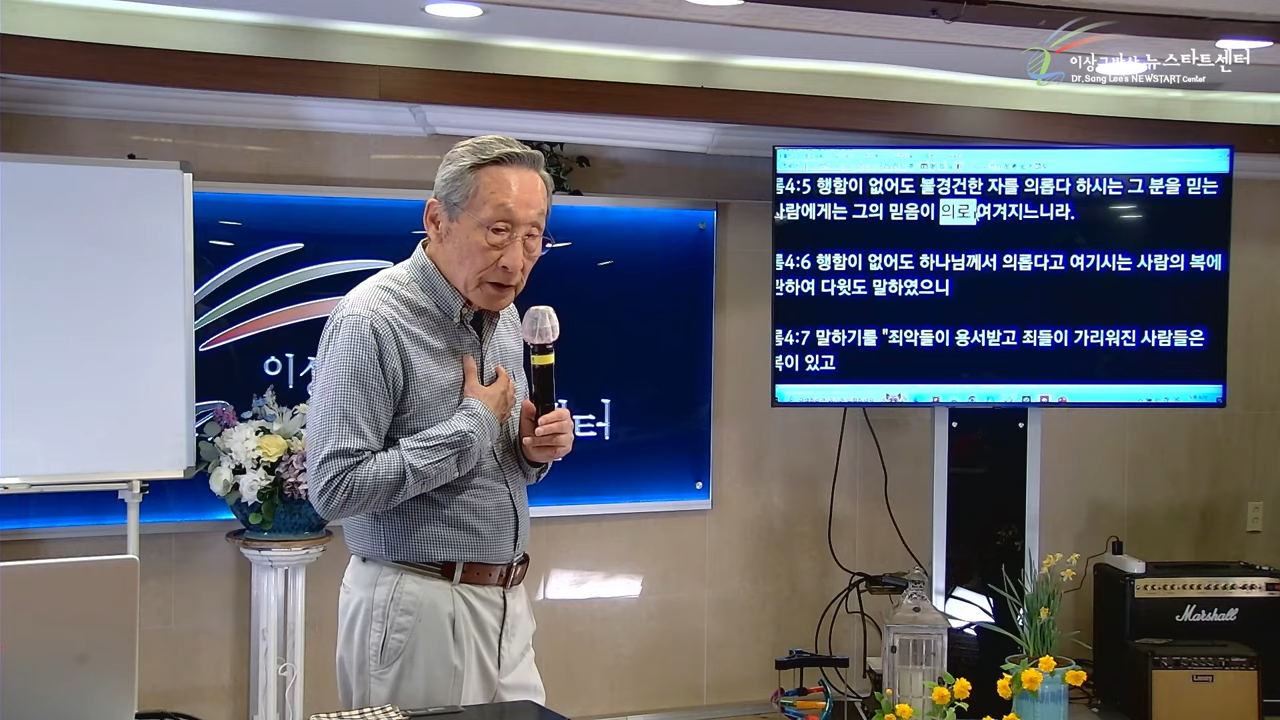 뉴스타트센터
Dr. Sang Lee's NEWSTART Center
4:5 행함이 없어도 불경건한 자를 의롭다 하시는 그 분을 믿는
사람에게는 그의 믿음이 의로 여겨지느니라.
4:6 행함이 없어도 하나님께서 의롭다고 여기시는 사람의 복에
관하여 다윗도 말하였으니
4:7 말하기를 "죄악들이 용서받고 죄들이 가리워진 사람들은
복이 있고
이상
센터
Marshall
Laney